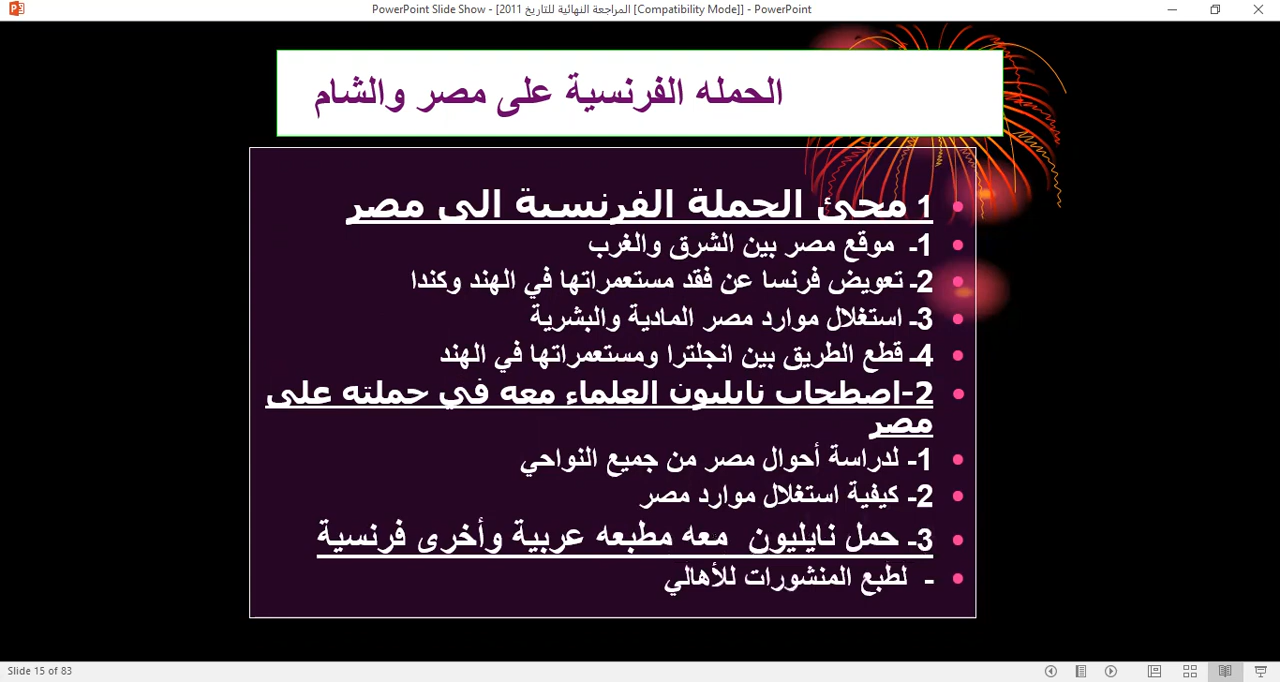 PowerPoint Slide Show - [المراجعة النهائية للتاريخ 2011 [Compatibility Mode]] - PowerPoint
الحمله الفرنسية على مصر والشام
1 مجئ الحملة الفرنسية الى مصر
1- موقع مصر بين الشرق والغرب
2- تعويض فرنسا عن فقد مستعمراتها في الهند وكندا
3- استغلال موارد مصر المادية والبشرية
4- قطع الطريق بين انجلترا ومستعمراتها في الهند
2-اصطحاب نابليون العلماء معه في حملته على
مصر
1- لدراسة أحوال مصر من جميع النواحي
2- كيفية استغلال موارد مصر
3- حمل نابليون معه مطبعه عربية وأخرى فرنسية
- لطبع المنشورات للأهالي
Slide 15 of 83